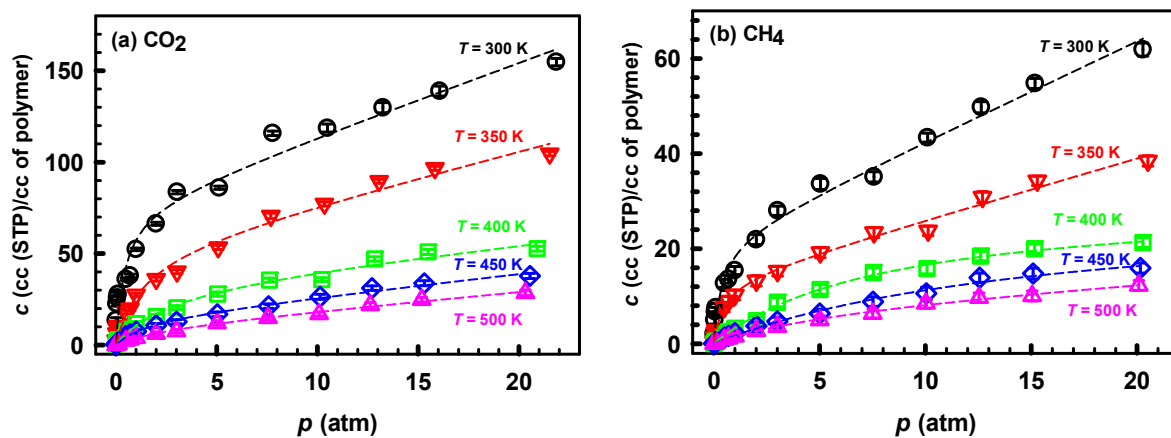 (a) CO2
T = 300 K
T = 350 K
T = 400 K
T = 450 K
T = 500 K
c (cc (STP)/cc of polymer)
150
100
50
0
0 5 10 15 20
p (atm)
(b) CH4
T = 300 K
T = 350 K
T = 400 K
T = 450 K
T = 500 K
c (cc (STP)/cc of polymer)
60
40
20
0
0 5 10 15 20
p (atm)